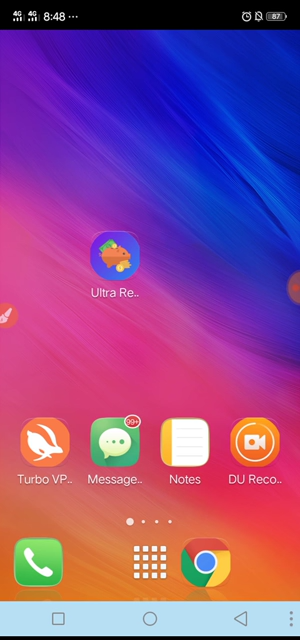 4G 4G 8:48 ··· 87
Ultra Re..
99+
Turbo VP.. Message.. Notes DU Reco..